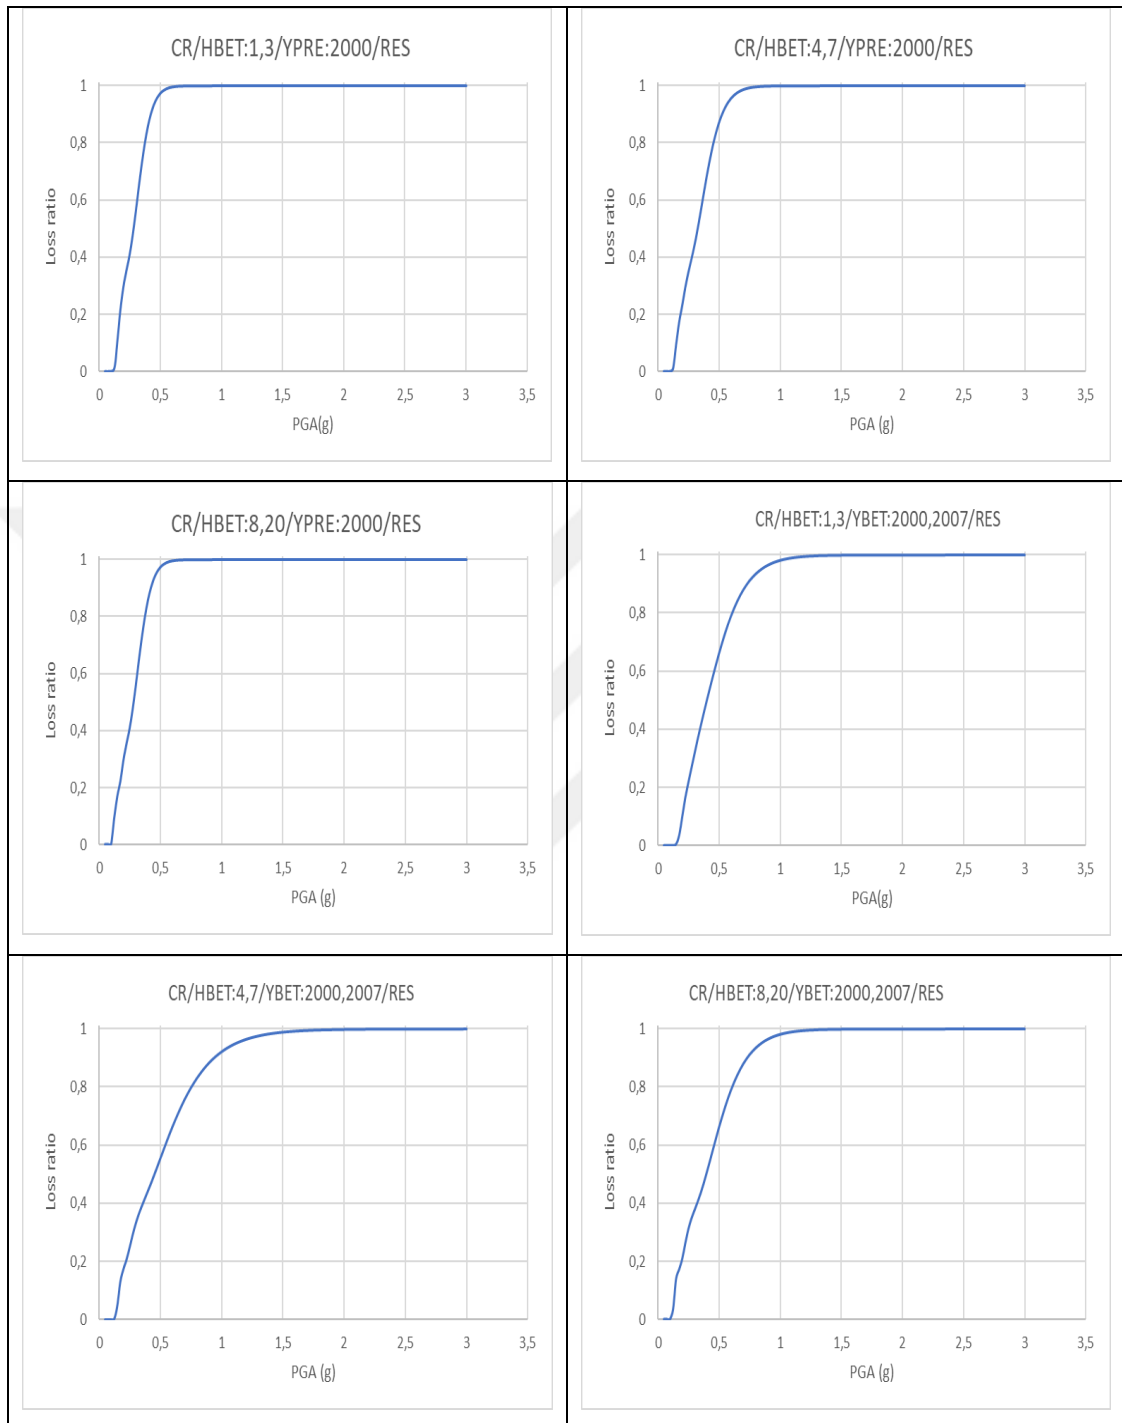 CR/HBET:1,3/YPRE:2000/RES
1
0,8
0,6
0,4
0,2
0
Loss ratio
0 0,5 1 1,5 2 2,5 3 3,5
PGA(g)
CR/HBET:4,7/YPRE:2000/RES
1
0,8
0,6
0,4
0,2
0
Loss ratio
0 0,5 1 1,5 2 2,5 3 3,5
PGA (g)
CR/HBET:8,20/YPRE:2000/RES
1
0,8
0,6
0,4
0,2
0
Loss ratio
0 0,5 1 1,5 2 2,5 3 3,5
PGA (g)
CR/HBET:1,3/YBET:2000,2007/RES
1
0,8
0,6
0,4
0,2
0
Loss ratio
0 0,5 1 1,5 2 2,5 3 3,5
PGA(g)
CR/HBET:4,7/YBET:2000,2007/RES
1
0,8
0,6
0,4
0,2
0
Loss ratio
0 0,5 1 1,5 2 2,5 3 3,5
PGA (g)
CR/HBET:8,20/YBET:2000,2007/RES
1
0,8
0,6
0,4
0,2
0
Loss ratio
0 0,5 1 1,5 2 2,5 3 3,5
PGA (g)